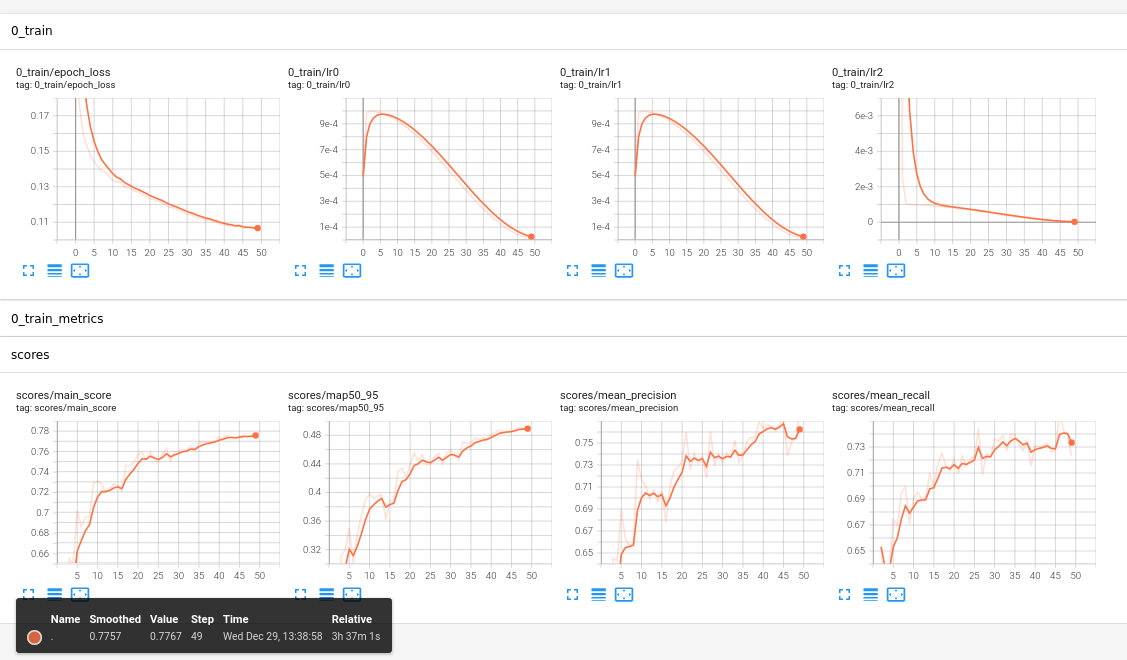 0_train
0_train/epoch_loss
tag: 0_train/epoch_loss
0.17
0.15
0.13
0.11
0 5 10 15 20 25 30 35 40 45 50
0_train/lr0
tag: 0_train/lr0
9e-4
7e-4
5e-4
3e-4
1e-4
0 5 10 15 20 25 30 35 40 45 50
0_train/lr1
tag: 0_train/lr1
9e-4
7e-4
5e-4
3e-4
1e-4
0 5 10 15 20 25 30 35 40 45 50
0_train/lr2
tag: 0_train/lr2
6e-3
4e-3
2e-3
0
0 5 10 15 20 25 30 35 40 45 50
0_train_metrics
scores
scores/main_score
tag: scores/main_score
0.78
0.76
0.74
0.72
0.7
0.68
0.66
5 10 15 20 25 30 35 40 45 50
scores/map50_95
tag: scores/map50_95
0.48
0.44
0.4
0.36
0.32
5 10 15 20 25 30 35 40 45 50
scores/mean_precision
tag: scores/mean_precision
0.75
0.73
0.71
0.69
0.67
0.65
5 10 15 20 25 30 35 40 45 50
scores/mean_recall
tag: scores/mean_recall
0.73
0.71
0.69
0.67
0.65
5 10 15 20 25 30 35 40 45 50
Name Smoothed Value Step Time Relative
. 0.7757 0.7767 49 Wed Dec 29, 13:38:58 3h 37m 1s